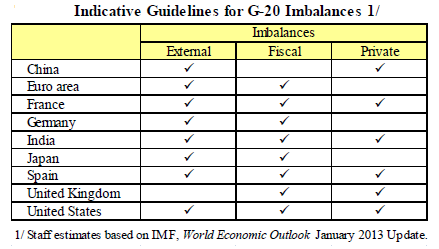 Indicative Guidelines for G-20 Imbalances 1/
Imbalances
External Fiscal Private
China ✓ ✓
Euro area ✓ ✓
France ✓ ✓ ✓
Germany ✓ ✓
India ✓ ✓ ✓
Japan ✓ ✓
Spain ✓ ✓ ✓
United Kingdom ✓ ✓
United States ✓ ✓ ✓
1/ Staff estimates based on IMF, World Economic Outlook January 2013 Update.